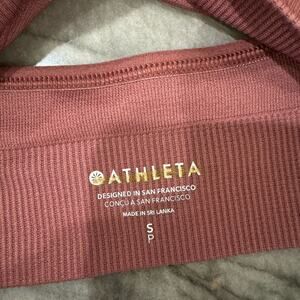 ATHLETA
DESIGNED IN SAN FRANCISCO
CONÇU A SAN FRANCISCO
MADE IN SRI LANKA
S
P